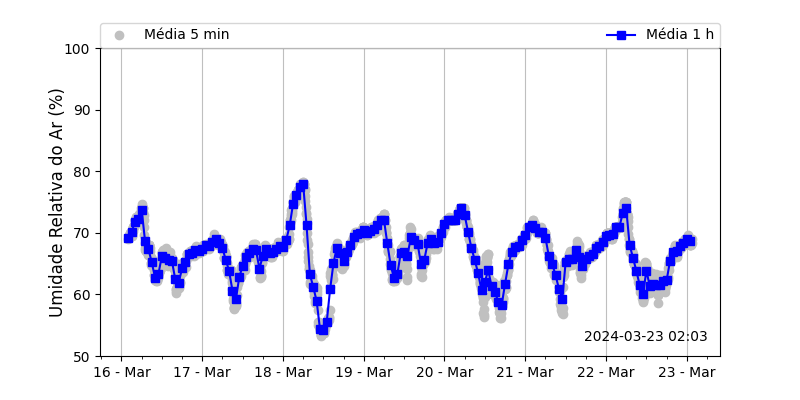 Média 5 min
Média 1 h
Umidade Relativa do Ar (%)
100
90
80
70
60
50
2024-03-23 02:03
16 - Mar
17 - Mar
18 - Mar
19 - Mar
20 - Mar
21 - Mar
22 - Mar
23 - Mar